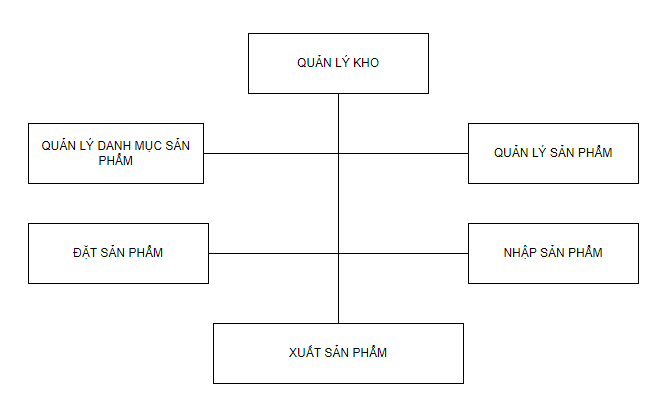 QUẢN LÝ KHO
QUẢN LÝ DANH MỤC SẢN
PHẨM
QUẢN LÝ SẢN PHẨM
ĐẶT SẢN PHẨM
NHẬP SẢN PHẨM
XUẤT SẢN PHẨM